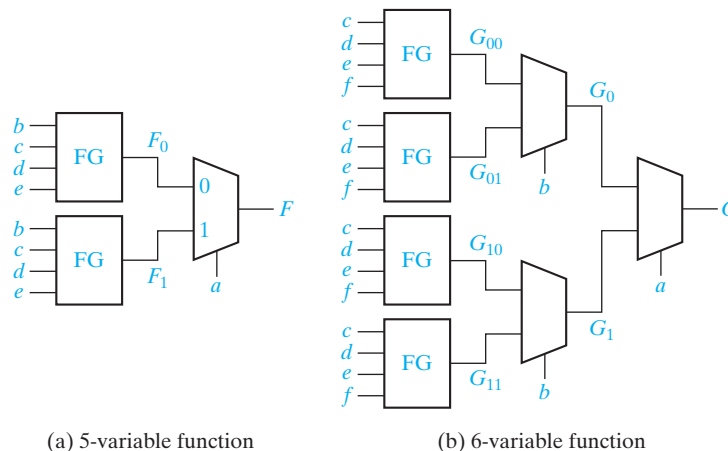 b
c
d
e
FG
F0
b
c
d
e
FG
F1
0
1
a
F
(a) 5-variable function
c
d
e
f
FG
G00
c
d
e
f
FG
G01
b
G0
c
d
e
f
FG
G10
c
d
e
f
FG
G11
b
G1
a
(b) 6-variable function